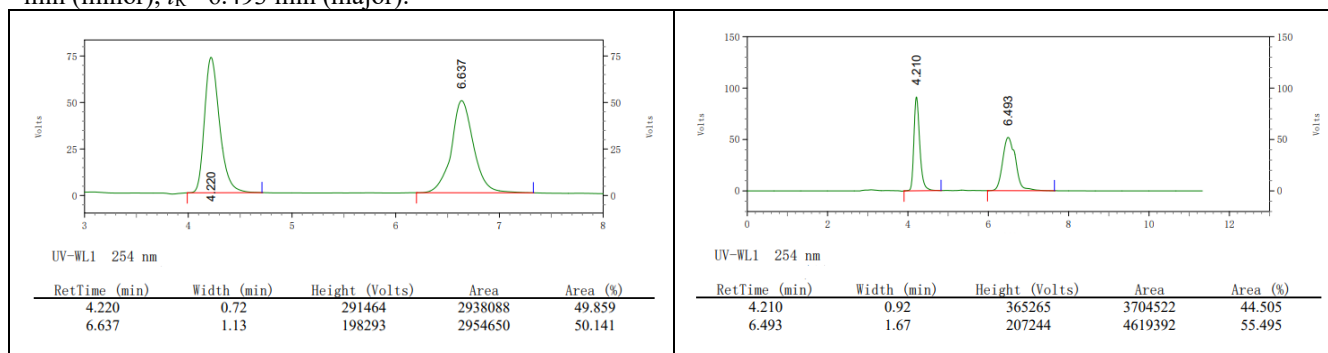 min (minor), tR = 6.493 min (major).
75
50
25
0
Volts
4.220
6.637
75
50
25
0
Volts
3 4 5 6 7 8
UV-WL1 254 nm
RetTime (min) Width (min) Height (Volts) Area Area (%)
4.220 0.72 291464 2938088 49.859
6.637 1.13 198293 2954650 50.141
150
100
50
0
Volts
4.210
6.493
150
100
50
0
Volts
0 2 4 6 8 10 12
UV-WL1 254 nm
RetTime (min) Width (min) Height (Volts) Area Area (%)
4.210 0.92 365265 3704522 44.505
6.493 1.67 207244 4619392 55.495